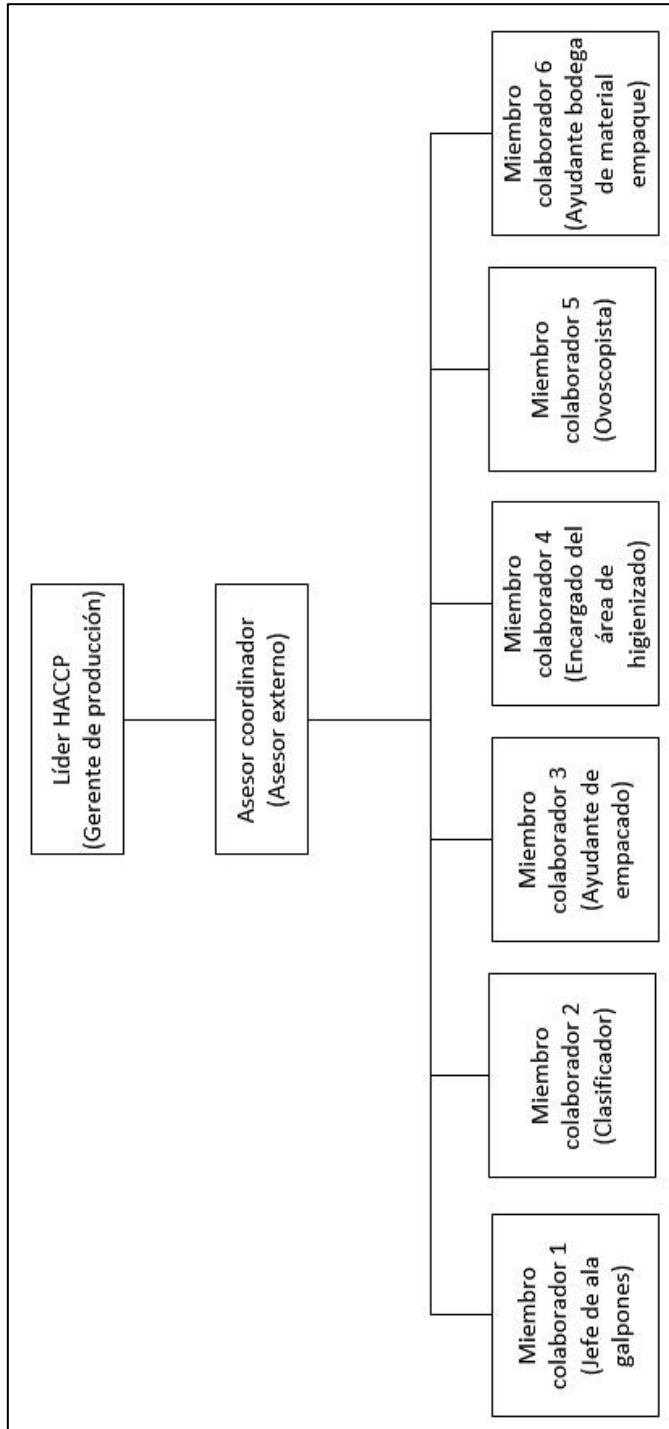 Líder HACCP
(Gerente de producción)
Asesor coordinador
(Asesor externo)
Miembro
colaborador 1
(Jefe de ala
galpones)
Miembro
colaborador 2
(Clasificador)
Miembro
colaborador 3
(Ayudante de
empacado)
Miembro
colaborador 4
(Encargado del
área de
higienizado)
Miembro
colaborador 5
(Ovoscopista)
Miembro
colaborador 6
(Ayudante bodega
de material
empaque)